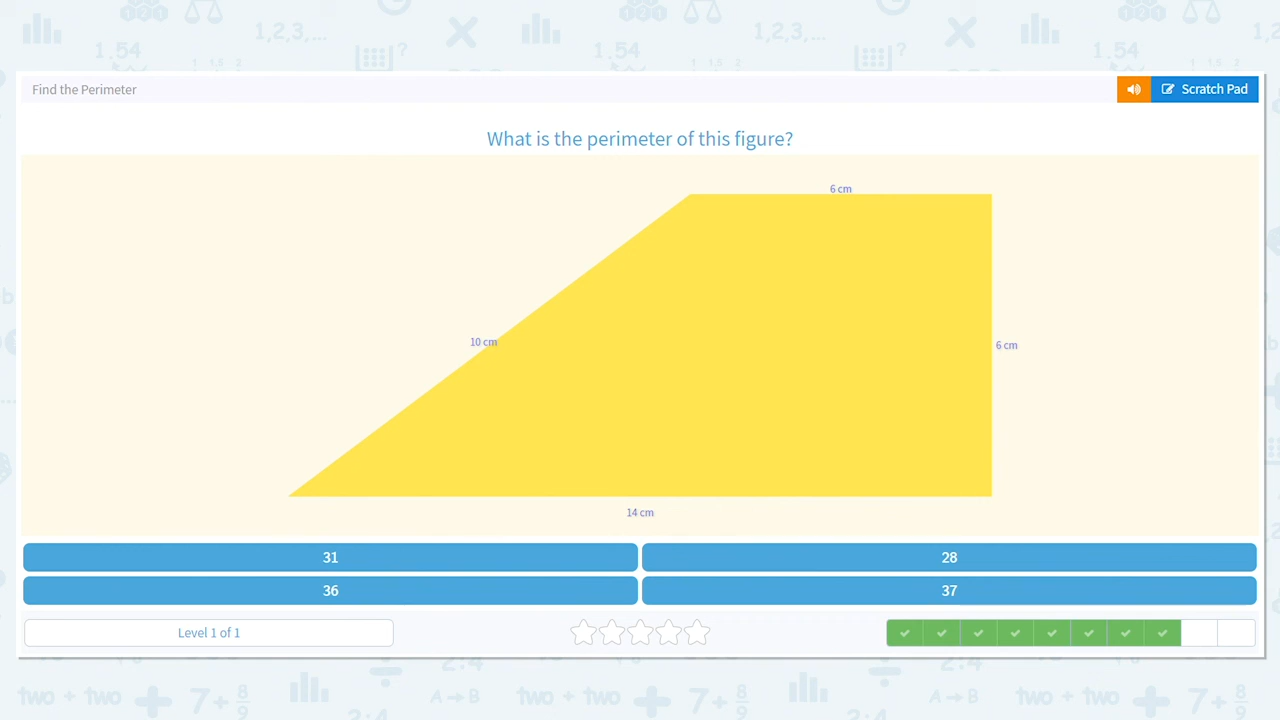 Find the Perimeter
Scratch Pad
What is the perimeter of this figure?
6 cm
10 cm
6 cm
14 cm
31
28
36
37
Level 1 of 1